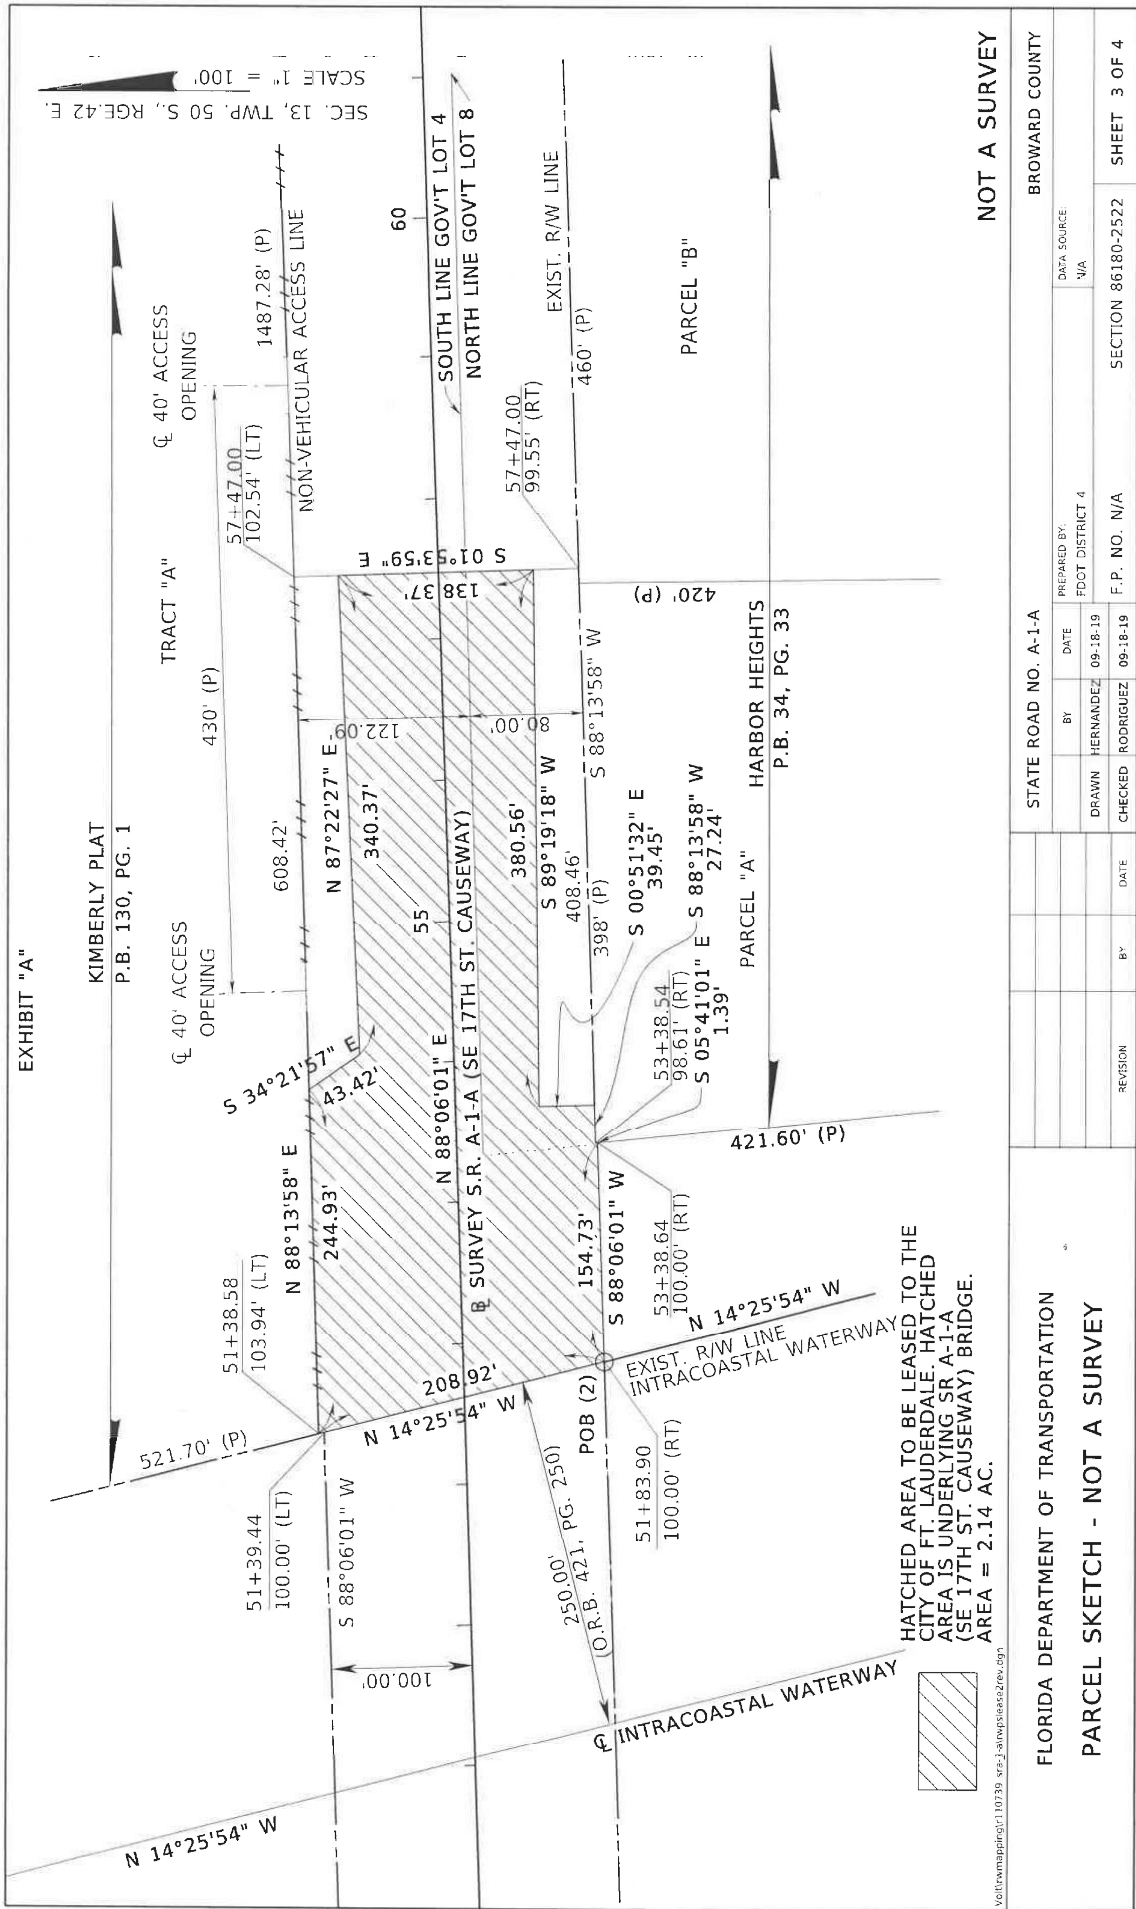 EXHIBIT "A"
SEC. 13, TWP. 50 S., RGE.42 E.
SCALE 1" = 100'
KIMBERLY PLAT
P.B. 130, PG. 1
℄ 40' ACCESS
OPENING
TRACT "A"
430' (P)
℄ 40' ACCESS
OPENING
521.70' (P)
51+39.44
100.00' (LT)
51+38.58
103.94' (LT)
608.42'
57+47.00
102.54' (LT)
1487.28' (P)
NON-VEHICULAR ACCESS LINE
S 88°06'01" W
N 88°13'58" E
244.93'
S 34°21'57" E
43.42'
N 87°22'27" E
340.37'
122.09'
S 01°53'59" E
138.37'
60
SOUTH LINE GOV'T LOT 4
NORTH LINE GOV'T LOT 8
100.00'
N 14°25'54" W
208.92'
N 14°25'54" W
N 88°06'01" E
55
SURVEY S.R. A-1-A (SE 17TH ST. CAUSEWAY)
80.00'
380.56'
S 89°19'18" W
408.46'
398' (P)
S 88°13'58" W
57+47.00
99.55' (RT)
EXIST. R/W LINE
460' (P)
420' (P)
PARCEL "B"
250.00'
(O.R.B. 421, PG. 250)
POB (2)
154.73'
S 88°06'01" W
51+83.90
100.00' (RT)
EXIST. R/W LINE
INTRACOASTAL WATERWAY
N 14°25'54" W
53+38.64
100.00' (RT)
53+38.54
98.61' (RT)
S 05°41'01" E
1.39'
S 00°51'32" E
39.45'
S 88°13'58" W
27.24'
421.60' (P)
PARCEL "A"
HARBOR HEIGHTS
P.B. 34, PG. 33
℄ INTRACOASTAL WATERWAY
HATCHED AREA TO BE LEASED TO THE
CITY OF FT. LAUDERDALE. HATCHED
AREA IS UNDERLYING SR A-1-A
(SE 17TH ST. CAUSEWAY) BRIDGE.
AREA = 2.14 AC.
NOT A SURVEY
FLORIDA DEPARTMENT OF TRANSPORTATION
PARCEL SKETCH - NOT A SURVEY
REVISION
BY
DATE
STATE ROAD NO. A-1-A
BROWARD COUNTY
BY
DATE
PREPARED BY:
FDOT DISTRICT 4
DATA SOURCE:
N/A
DRAWN
HERNANDEZ
09-18-19
CHECKED
RODRIGUEZ
09-18-19
F.P. NO. N/A
SECTION 86180-2522
SHEET 3 OF 4